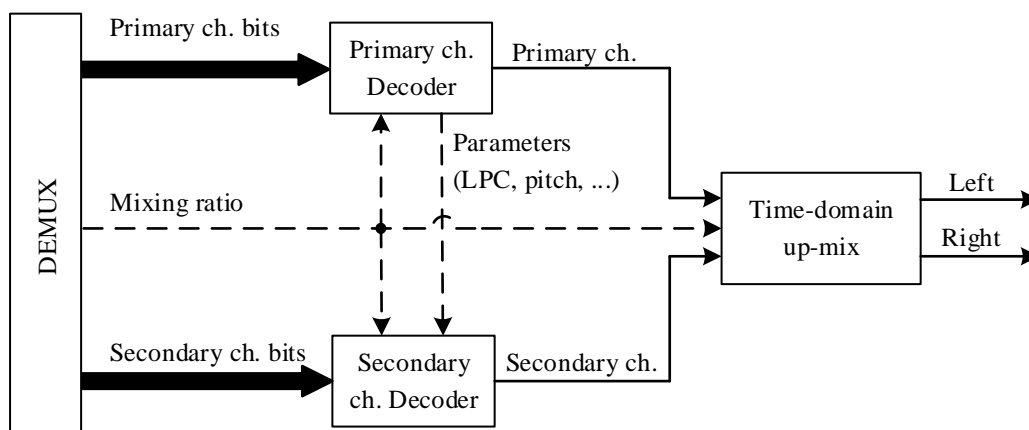 Primary ch. bits
Primary ch.
Decoder
Primary ch.
Parameters
(LPC, pitch, ...)
DEMUX
Mixing ratio
Time-domain
up-mix
Left
Right
Secondary ch. bits
Secondary
ch. Decoder
Secondary ch.